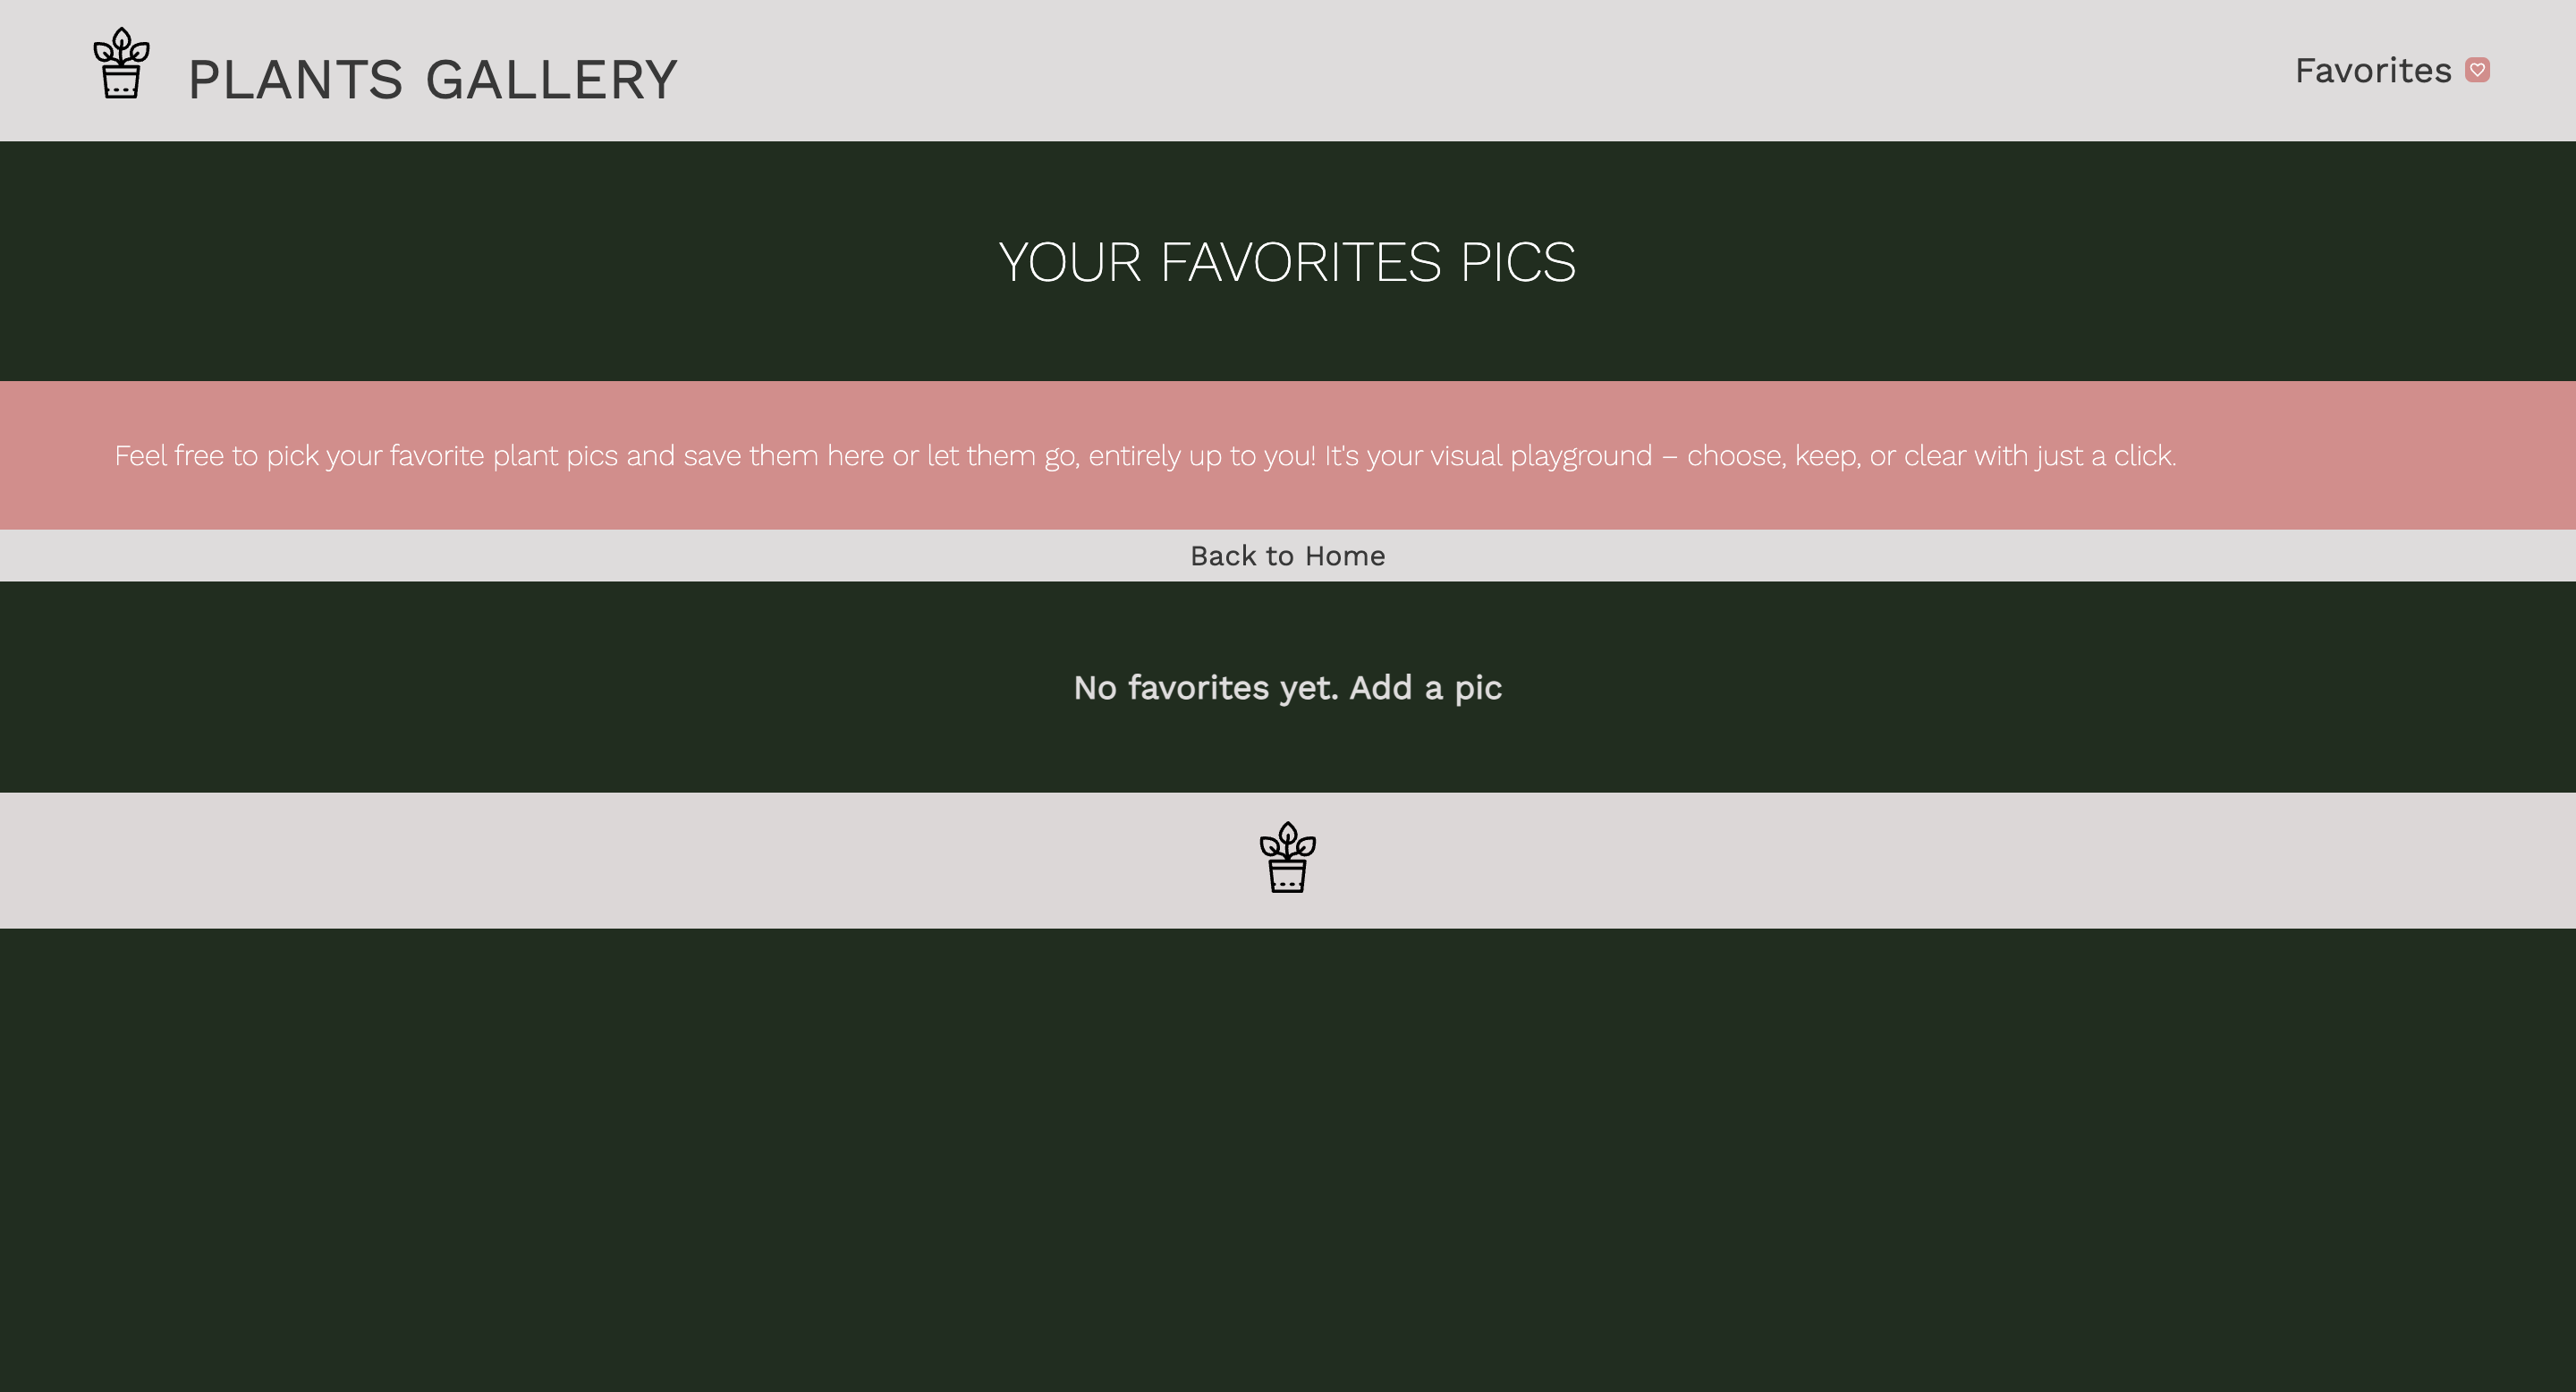 PLANTS GALLERY
Favorites
YOUR FAVORITES PICS
Feel free to pick your favorite plant pics and save them here or let them go, entirely up to you! It's your visual playground – choose, keep, or clear with just a click.
Back to Home
No favorites yet. Add a pic